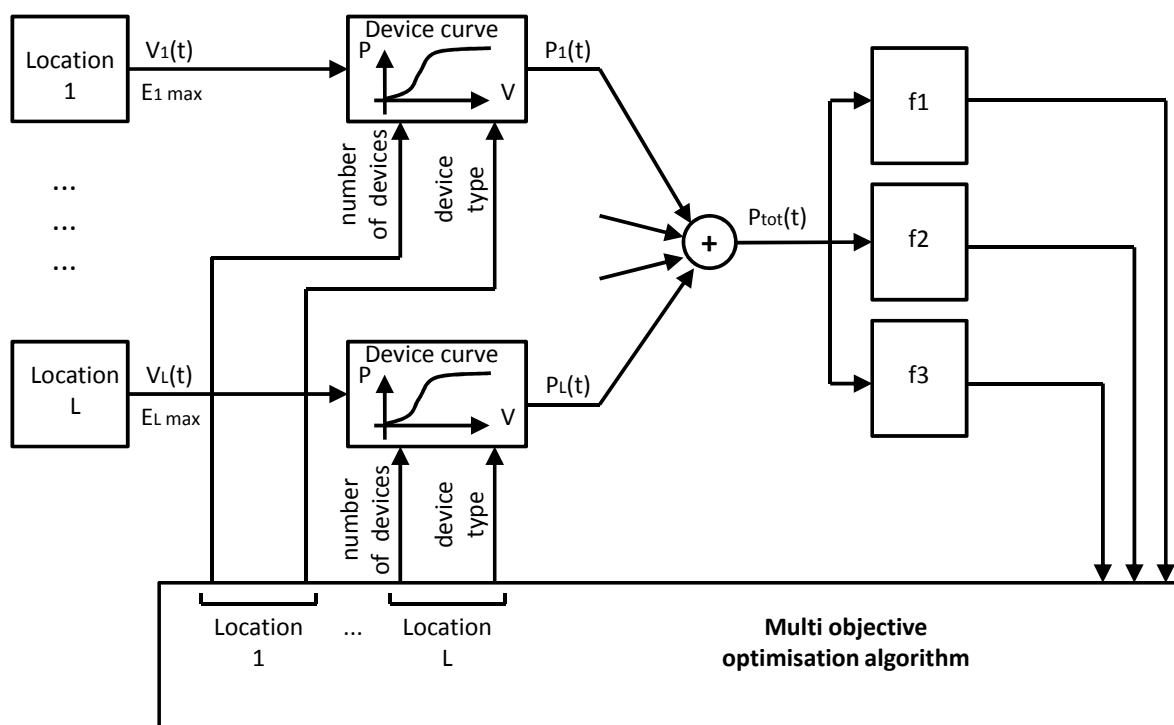 Location
1
V1(t)
E1 max
Device curve
P
V
P1(t)
number
of devices
device
type
...
...
...
+
Ptot(t)
f1
f2
f3
Location
L
VL(t)
EL max
Device curve
P
V
PL(t)
number
of devices
device
type
Location
1
...
Location
L
Multi objective
optimisation algorithm